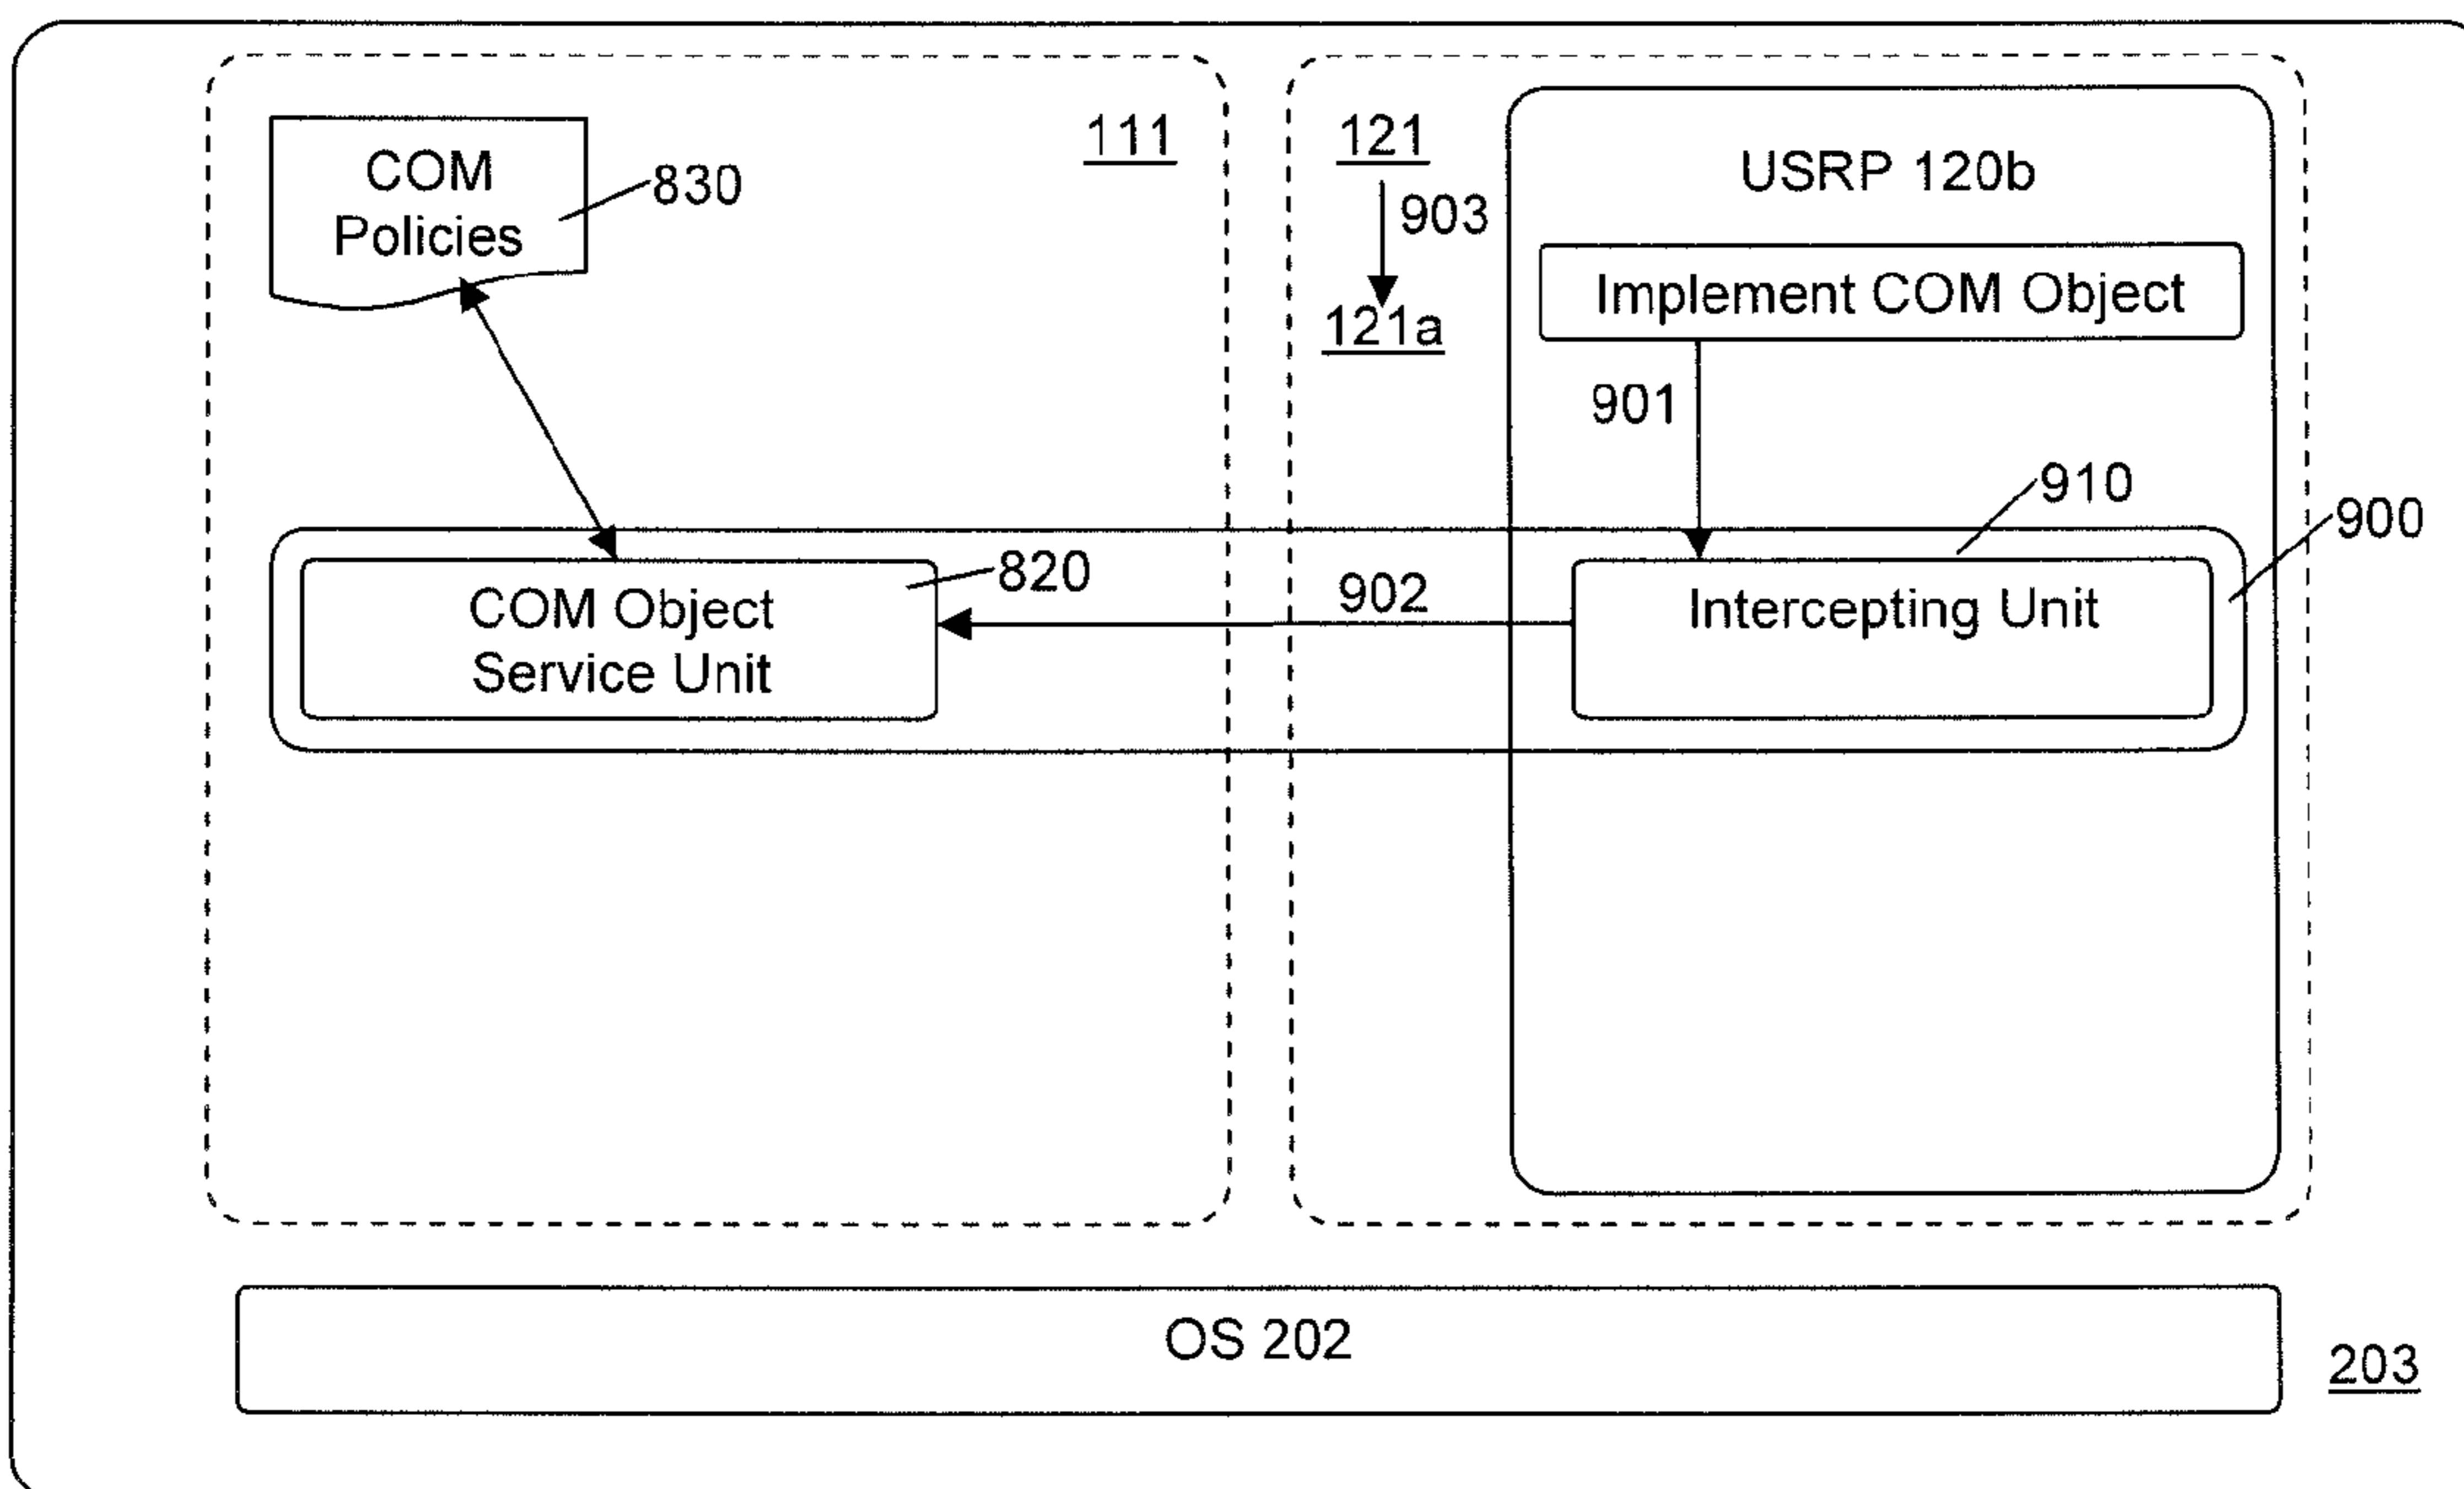 COM
Policies
830
111
121
903
121a
USRP 120b
Implement COM Object
901
910
900
COM Object
Service Unit
820
902
Intercepting Unit
OS 202
203